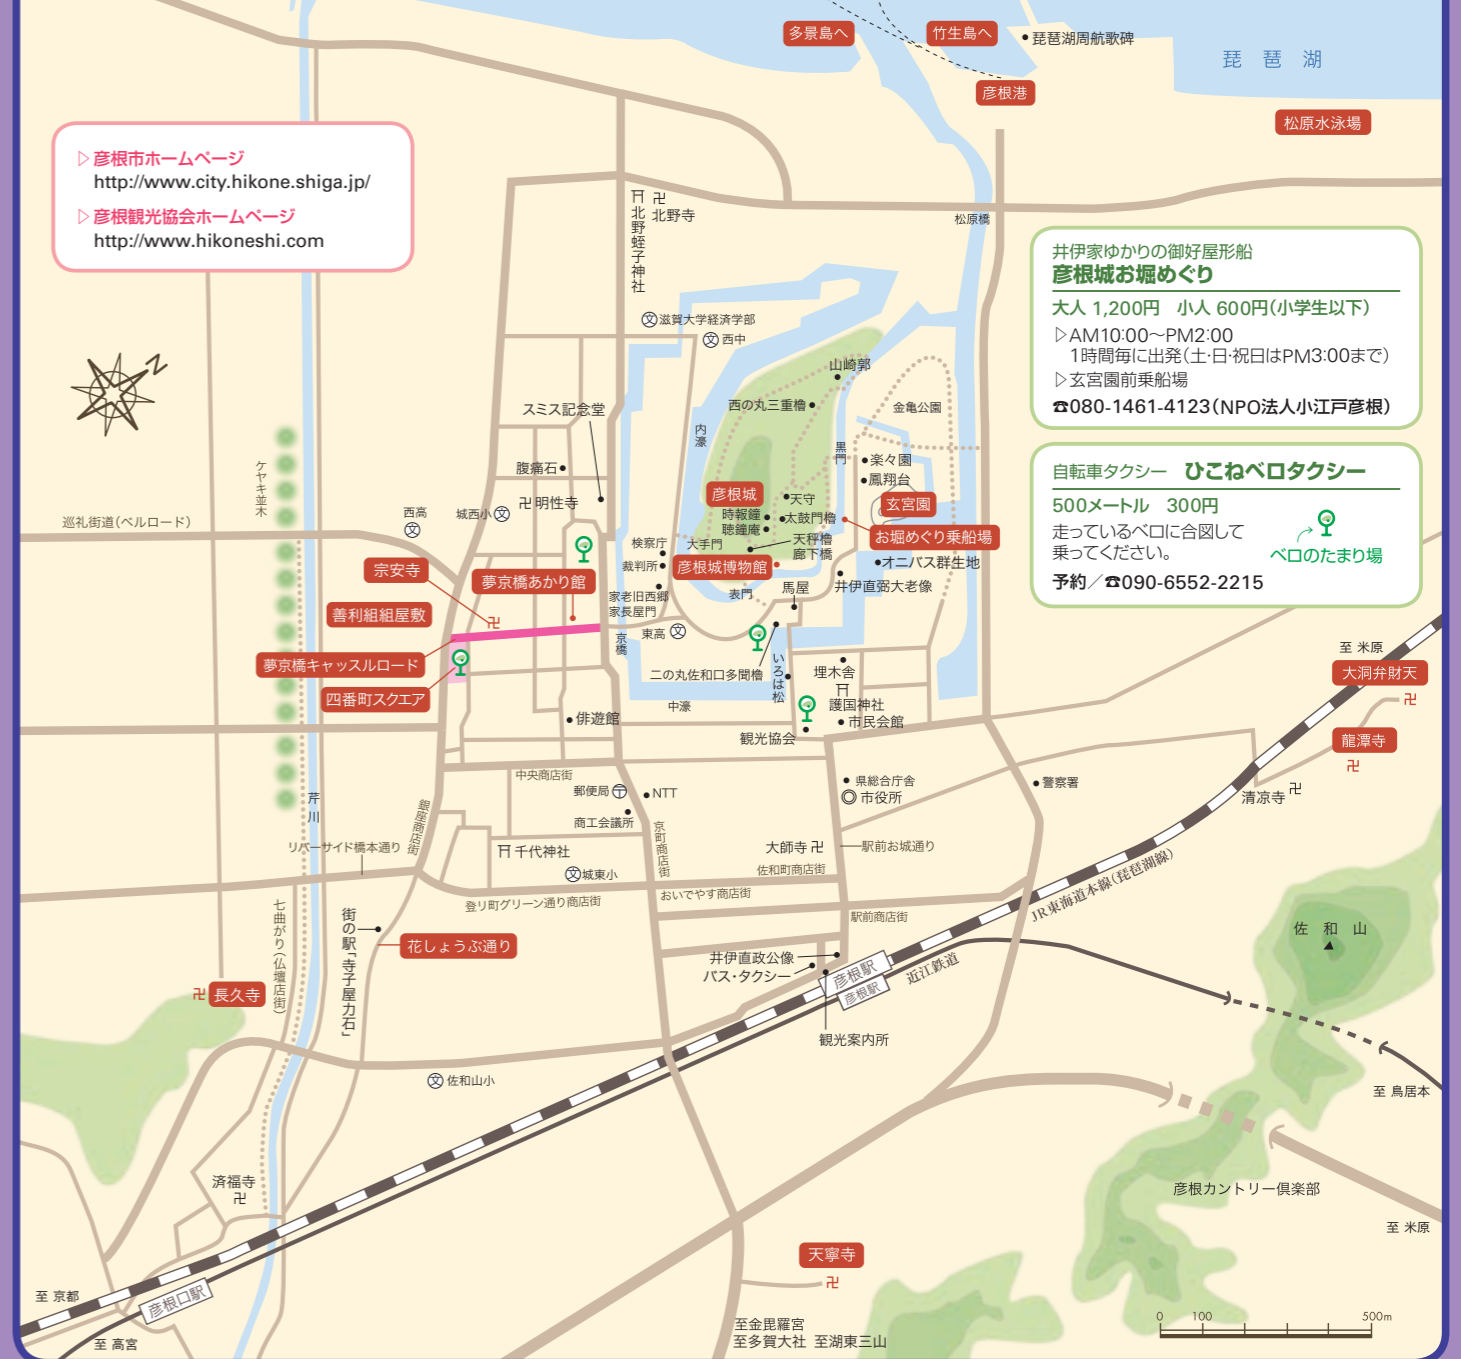 多景島へ
竹生島へ
琵琶湖周航歌碑
琵琶湖
彦根港
松原水泳場
▷彦根市ホームページ
http://www.city.hikone.shiga.jp/
▷彦根観光協会ホームページ
http://www.hikoneshi.com
北野蛭子神社
北野寺
松原橋
井伊家ゆかりの御好屋形船
彦根城お堀めぐり
大人 1,200円 小人 600円(小学生以下)
▷AM10:00〜PM2:00
1時間毎に出発(土・日・祝日はPM3:00まで)
▷玄宮園前乗船場
☎080-1461-4123(NPO法人小江戸彦根)
自転車タクシー ひこねベロタクシー
500メートル 300円
走っているベロに合図して
乗ってください。
ベロのたまり場
予約/☎090-6552-2215
N
文 滋賀大学経済学部
文 西中
山崎郭
西の丸三重櫓
金亀公園
スミス記念堂
内濠
黒門
楽々園
鳳翔台
腹痛石
ケヤキ並木
彦根城
天守
玄宮園
卍明性寺
時報鐘
太鼓門櫓
聴鐘庵
巡礼街道(ベルロード)
西高
文
城西小文
お堀めぐり乗船場
検察庁
大手門
天秤櫓
廊下橋
裁判所
彦根城博物館
オニバス群生地
宗安寺
夢京橋あかり館
馬屋
井伊直弼大老像
家老旧西郷
家長屋門
表門
善利組組屋敷
京橋
東高文
夢京橋キャッスルロード
二の丸佐和口多聞櫓
いろは松
埋木舎
至 米原
大洞弁財天
四番町スクエア
中濠
護国神社
俳遊館
市民会館
観光協会
龍潭寺
中央商店街
郵便局
NTT
県総合庁舎
市役所
警察署
清凉寺
芹川
銀座商店街
商工会議所
京町商店街
リバーサイド橋本通り
千代神社
大師寺卍
駅前お城通り
文城東小
佐和町商店街
おいでやす商店街
登リ町グリーン通り商店街
駅前商店街
JR東海道本線(琵琶湖線)
七曲がり(仏壇店街)
街の駅「寺子屋力石」
花しょうぶ通り
佐和山
井伊直政公像
バス・タクシー
彦根駅
彦根駅
近江鉄道
長久寺
観光案内所
文 佐和山小
至 鳥居本
済福寺
彦根カントリー倶楽部
至 米原
天寧寺
至 京都
彦根口駅
至 高宮
至金毘羅宮
至多賀大社 至湖東三山
0 100 500m